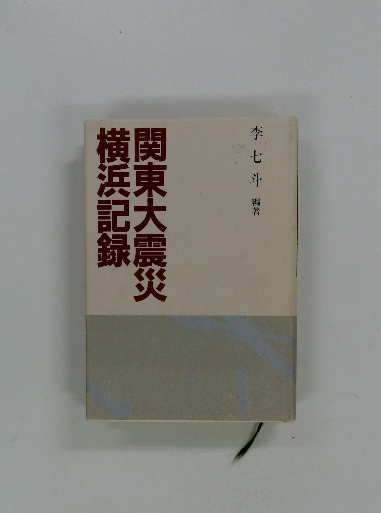 李七斗 編著
関東大震災
横浜記録